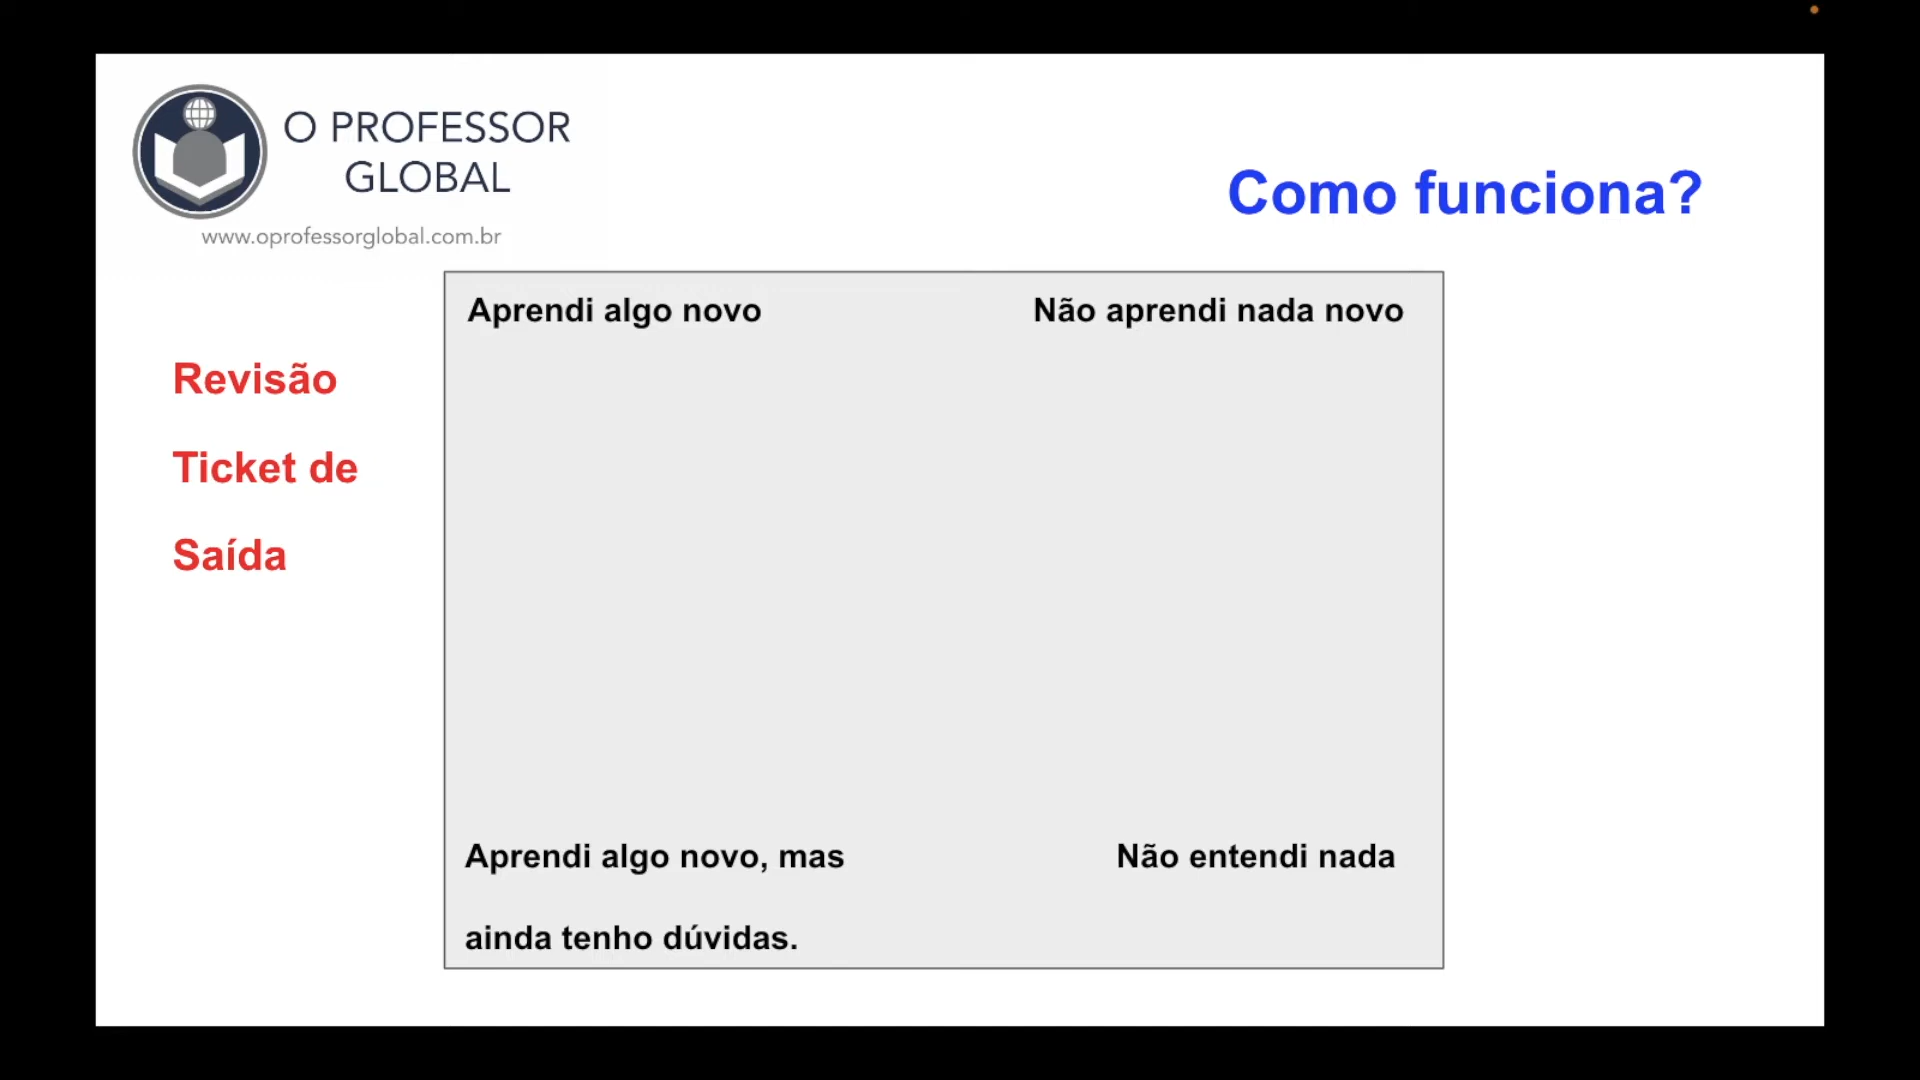 O PROFESSOR
GLOBAL
www.oprofessorglobal.com.br
Como funciona?
Revisão
Ticket de
Saída
Aprendi algo novo
Não aprendi nada novo
Aprendi algo novo, mas
ainda tenho dúvidas.
Não entendi nada